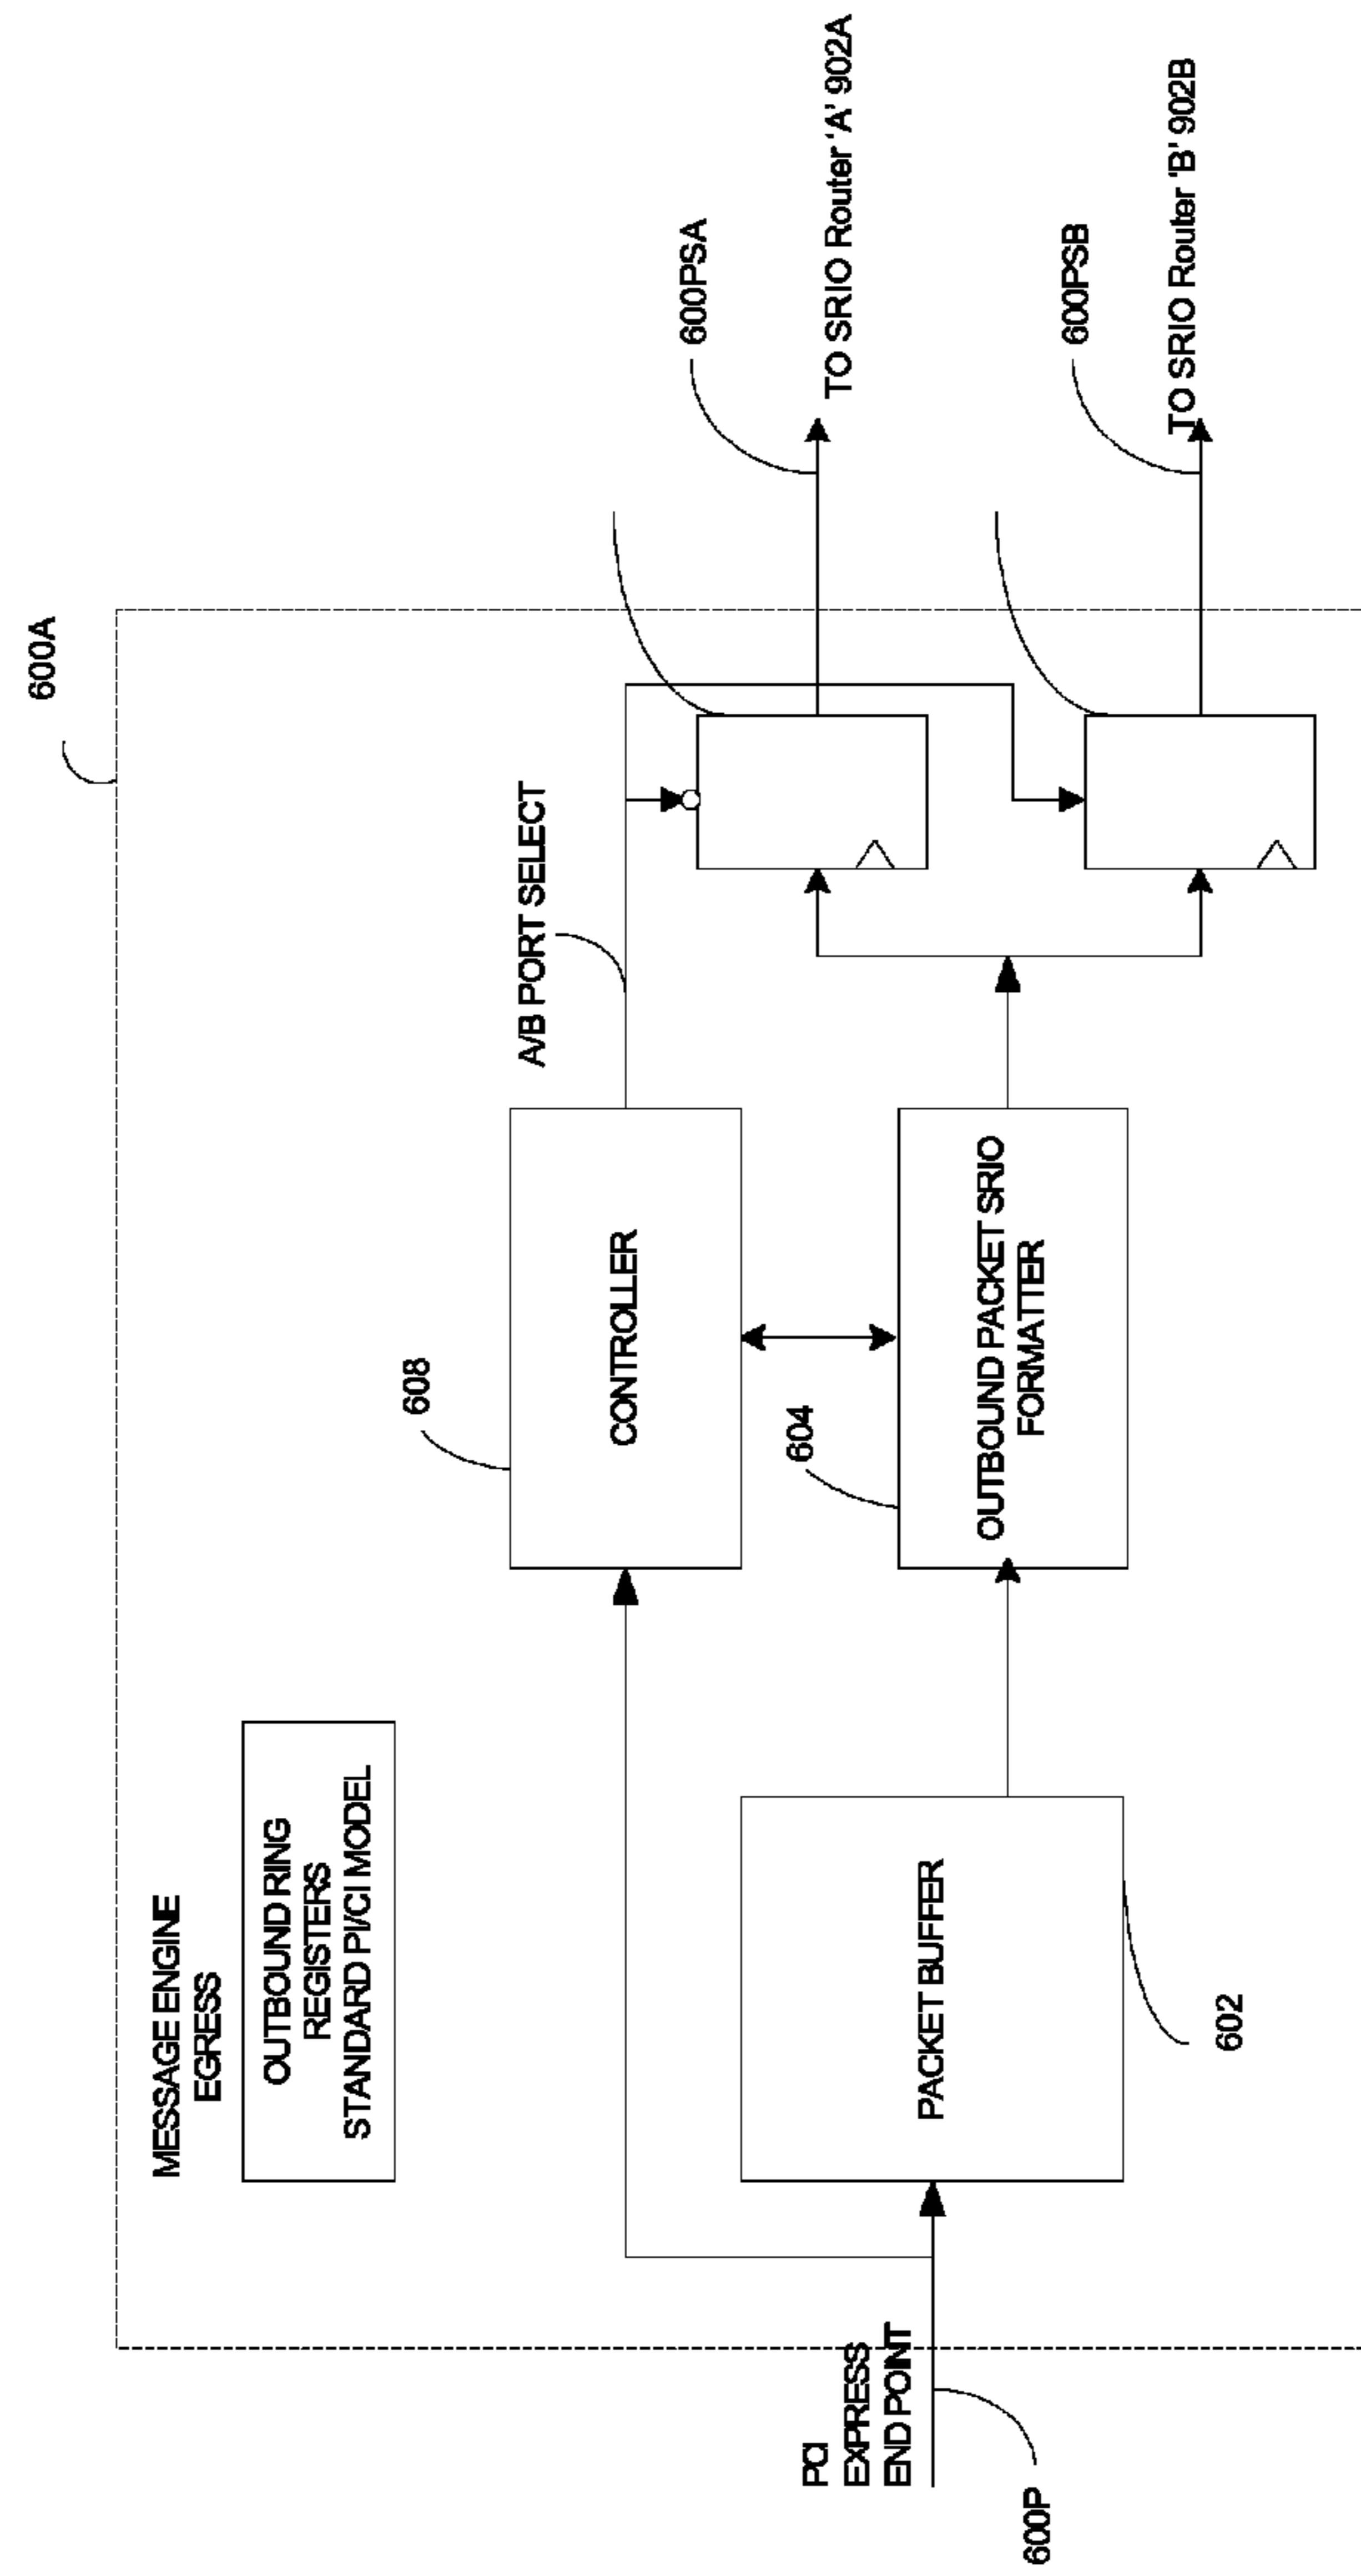 600A
MESSAGE ENGINE
EGRESS
OUTBOUND RING
REGISTERS
STANDARD PI/CI MODEL
608
CONTROLLER
A/B PORT SELECT
600PSA
TO SRIO Router 'A' 902A
PCI
EXPRESS
END POINT
600P
PACKET BUFFER
602
604
OUTBOUND PACKET SRIO
FORMATTER
600PSB
TO SRIO Router 'B' 902B